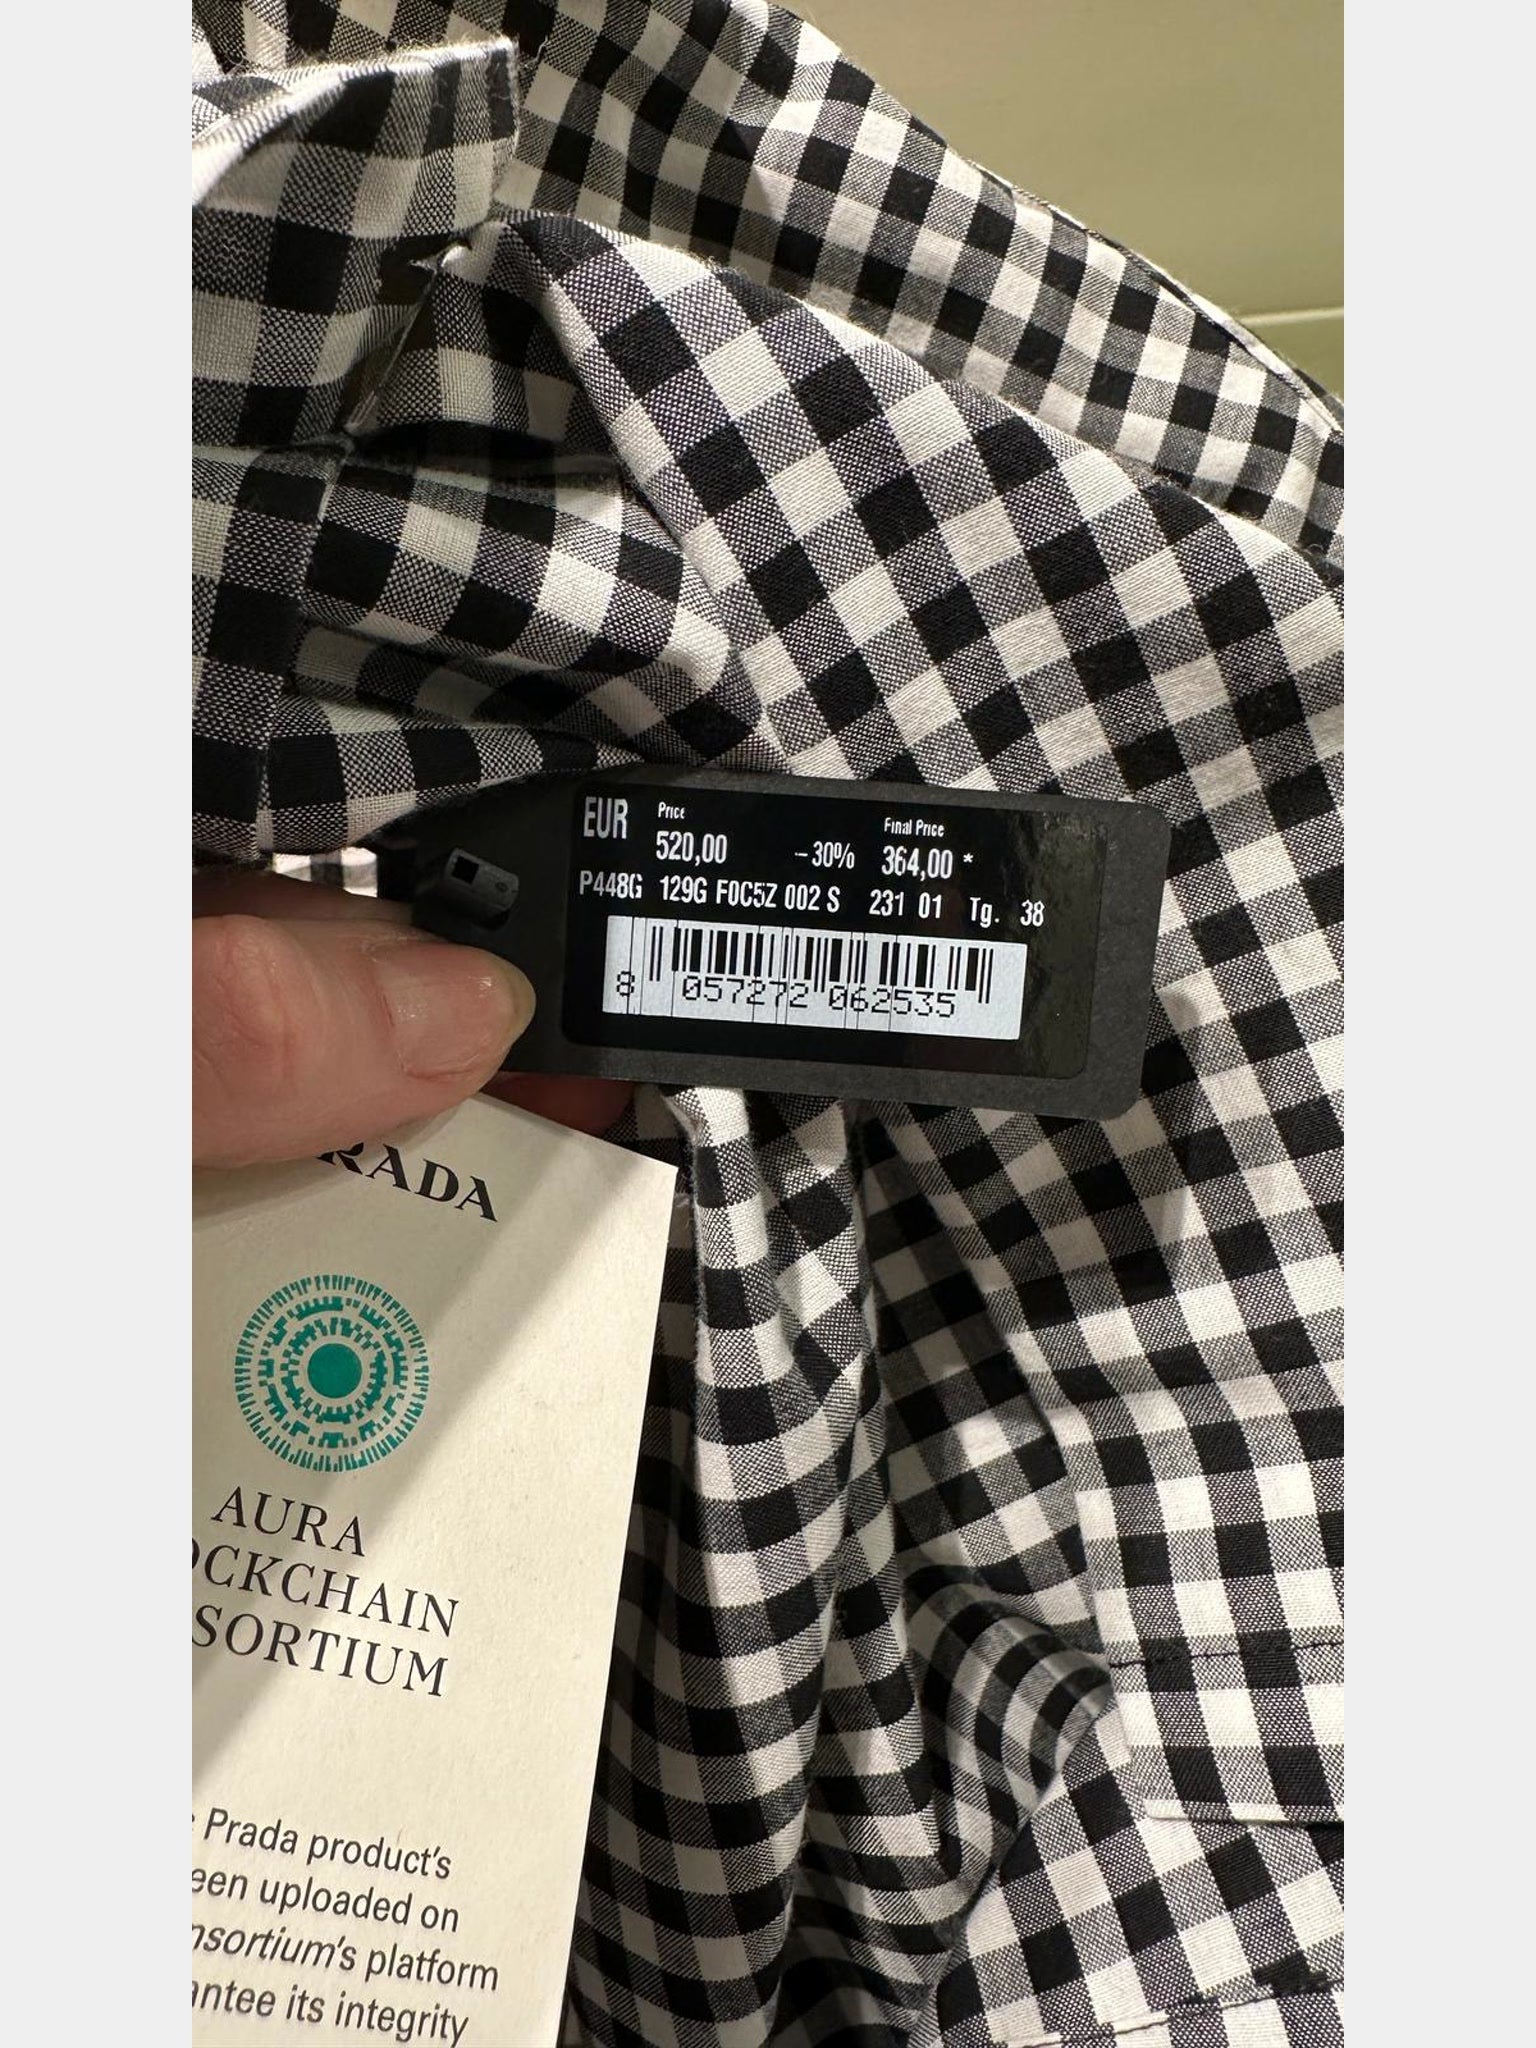 EUR Price Final Price
520,00 -30% 364,00 *
P448G 129G F0C5Z 002 S 231 01 Tg. 38
8 057272 062535
RADA
AURA
OCKCHAIN
SORTIUM
Prada product's
een uploaded on
nsortium's platform
antee its integrity